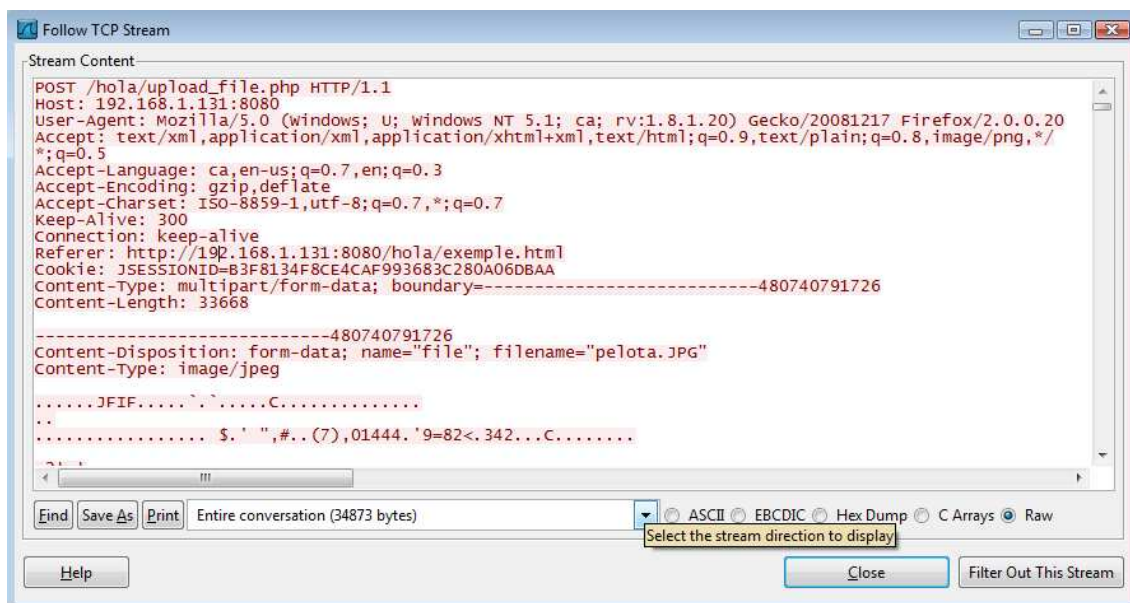 Follow TCP Stream
Stream Content
POST /hola/upload_file.php HTTP/1.1
Host: 192.168.1.131:8080
User-Agent: Mozilla/5.0 (Windows; U; Windows NT 5.1; ca; rv:1.8.1.20) Gecko/20081217 Firefox/2.0.0.20
Accept: text/xml,application/xml,application/xhtml+xml,text/html;q=0.9,text/plain;q=0.8,image/png,*/
*;q=0.5
Accept-Language: ca,en-us;q=0.7,en;q=0.3
Accept-Encoding: gzip,deflate
Accept-Charset: ISO-8859-1,utf-8;q=0.7,*;q=0.7
Keep-Alive: 300
Connection: keep-alive
Referer: http://192.168.1.131:8080/hola/exemple.html
Cookie: JSESSIONID=B3F8134F8CE4CAF993683C280A06DBAA
Content-Type: multipart/form-data; boundary=---------------------------480740791726
Content-Length: 33668
-----------------------------480740791726
Content-Disposition: form-data; name="file"; filename="pelota.JPG"
Content-Type: image/jpeg
......JFIF.....`.`.....C..............
..
................. $.' ",#..(7),01444.'9=82<.342...C........
Find Save As Print Entire conversation (34873 bytes) ASCII EBCDIC Hex Dump C Arrays Raw
Select the stream direction to display
Help Close Filter Out This Stream